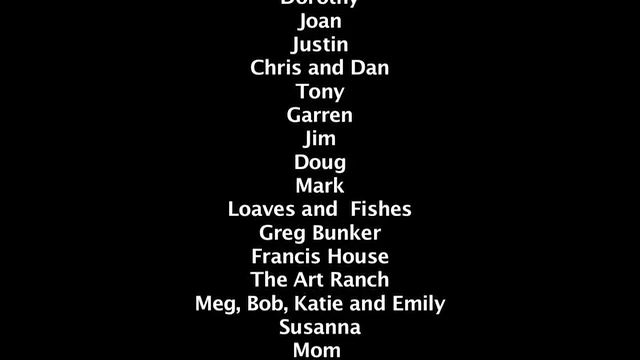 Dorothy
Joan
Justin
Chris and Dan
Tony
Garren
Jim
Doug
Mark
Loaves and  Fishes
Greg Bunker
Francis House
The Art Ranch
Meg, Bob, Katie and Emily
Susanna
Mom